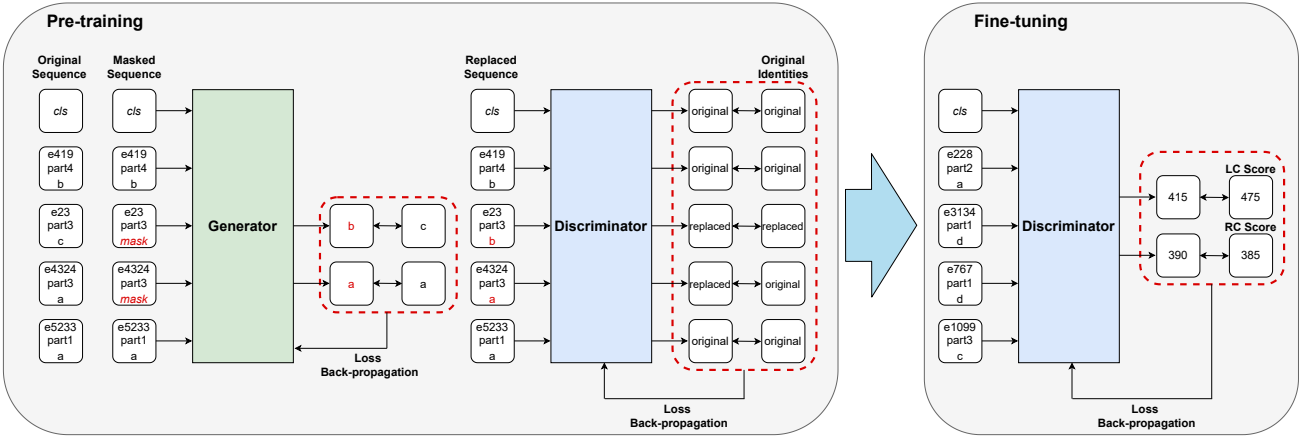 Pre-training
Original
Sequence
Masked
Sequence
cls
e419
part4
b
e23
part3
c
e4324
part3
a
e5233
part1
a
cls
e419
part4
b
e23
part3
mask
e4324
part3
mask
e5233
part1
a
Generator
b
c
a
a
Loss
Back-propagation
Replaced
Sequence
cls
e419
part4
b
e23
part3
b
e4324
part3
a
e5233
part1
a
Discriminator
Original
Identities
original
original
original
original
replaced
replaced
replaced
original
original
original
Loss
Back-propagation
Fine-tuning
cls
e228
part2
a
e3134
part1
d
e767
part1
d
e1099
part3
c
Discriminator
LC Score
415
475
RC Score
390
385
Loss
Back-propagation